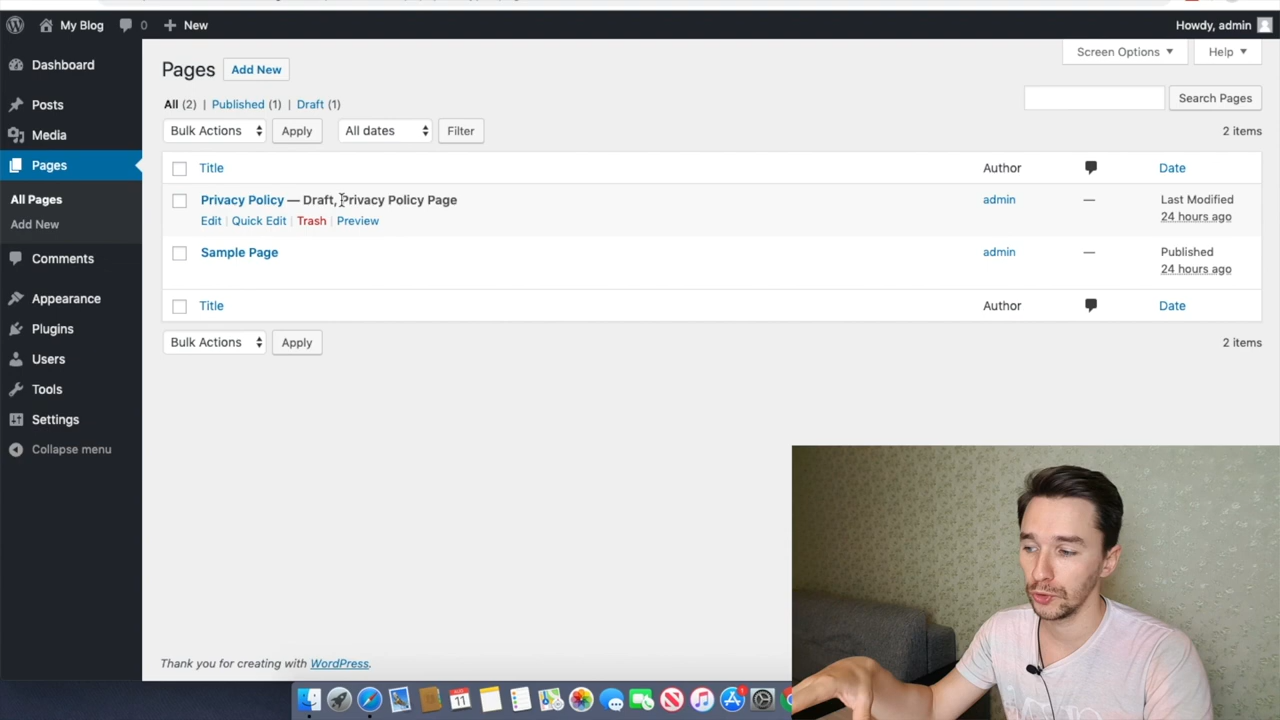 My Blog 0 New Howdy, admin
Screen Options Help
Dashboard
Posts
Media
Pages
All Pages
Add New
Comments
Appearance
Plugins
Users
Tools
Settings
Collapse menu
Pages Add New
All (2) | Published (1) | Draft (1)
Search Pages
Bulk Actions Apply All dates Filter 2 items
Title Author Date
Privacy Policy — Draft, Privacy Policy Page admin — Last Modified
Edit | Quick Edit | Trash | Preview 24 hours ago
Sample Page admin — Published
24 hours ago
Title Author Date
Bulk Actions Apply 2 items
Thank you for creating with WordPress.
11